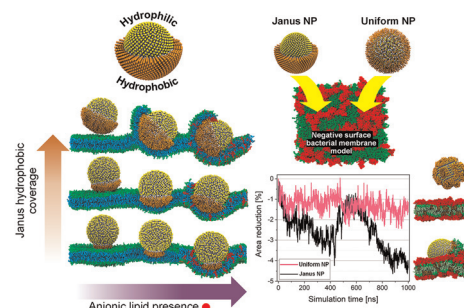 Hydrophilic
Hydrophobic
Janus hydrophobic
coverage
Anionic lipid presence
Janus NP
Uniform NP
Negative surface
bacterial membrane
model
Area reduction [%]
0
-1
-2
-3
-4
-5
Uniform NP
Janus NP
0
200
400
600
800
1000
Simulation time [ns]